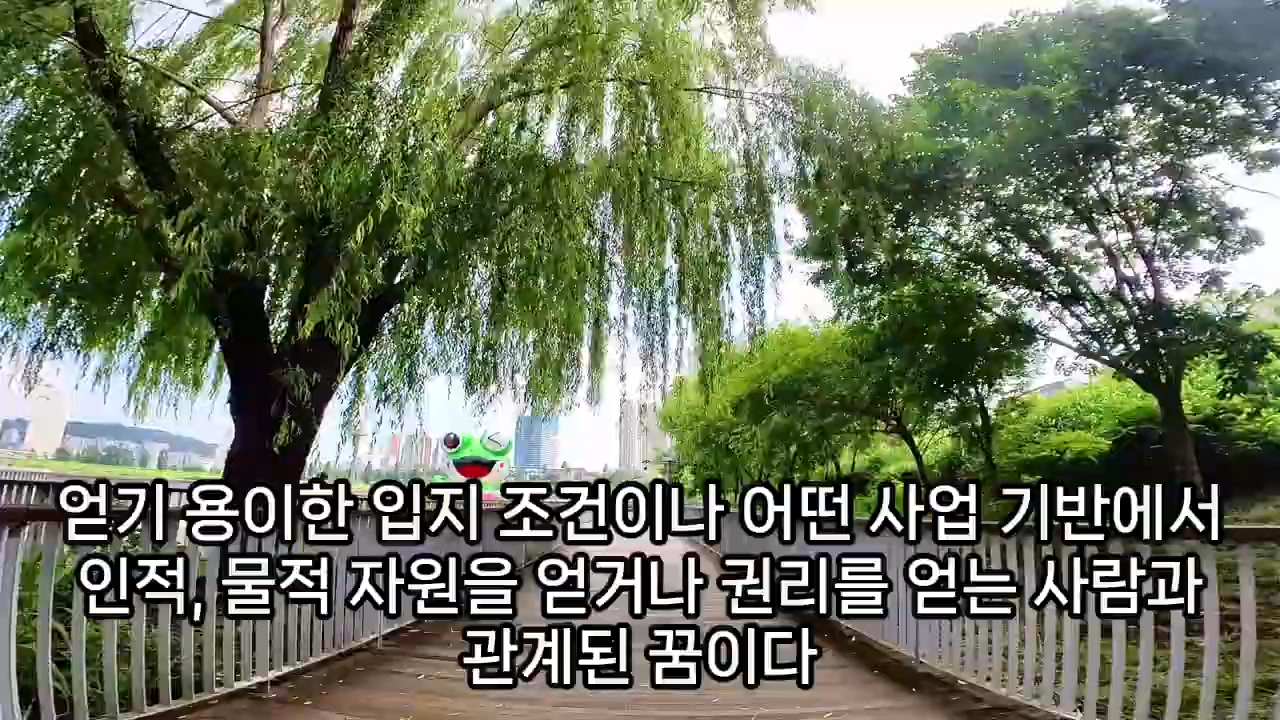 얻기 용이한 입지 조건이나 어떤 사업 기반에서
인적, 물적 자원을 얻거나 권리를 얻는 사람과
관계된 꿈이다